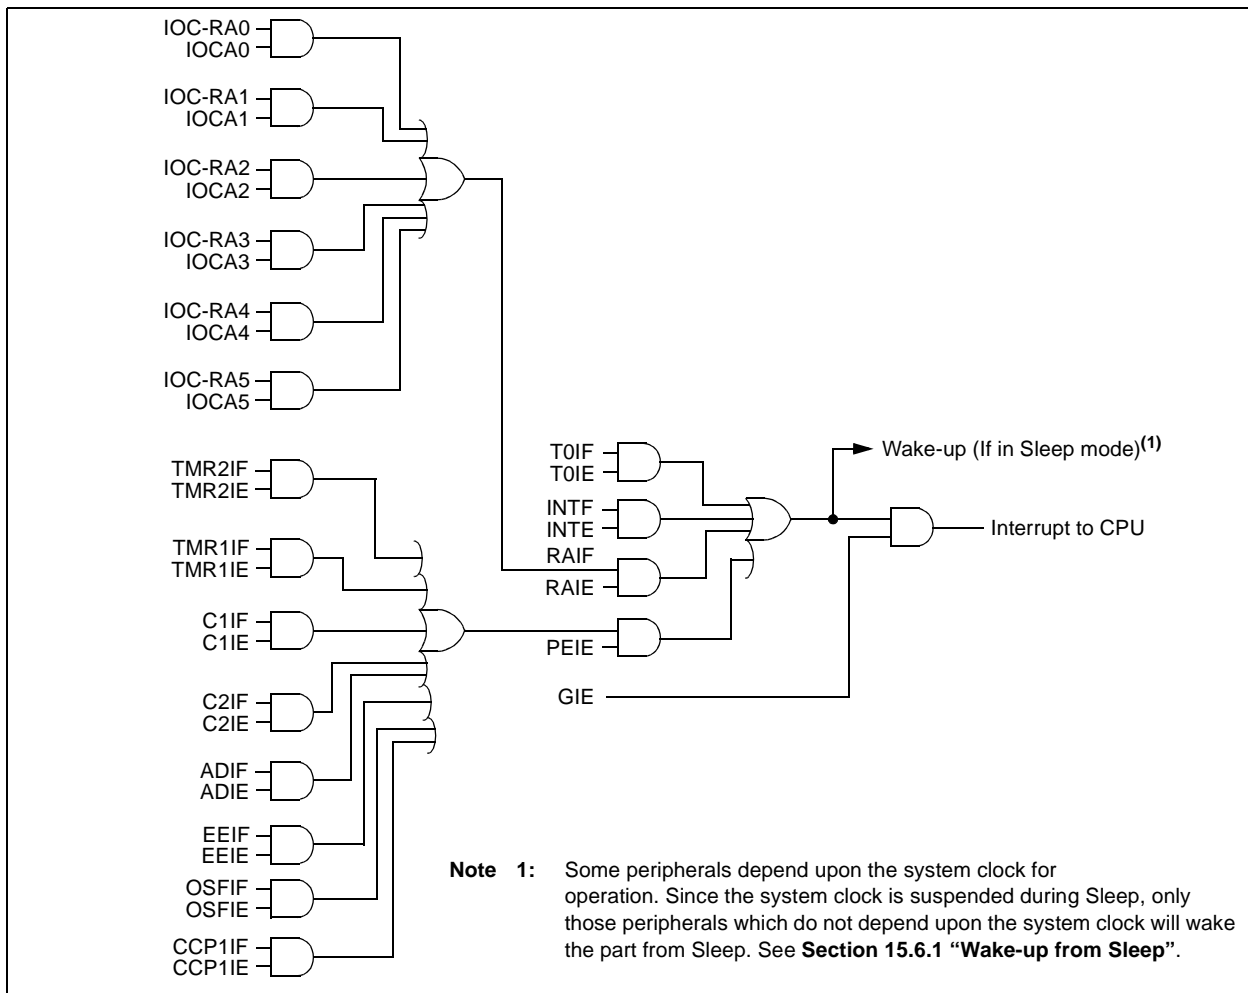 IOC-RA0
IOCA0
IOC-RA1
IOCA1
IOC-RA2
IOCA2
IOC-RA3
IOCA3
IOC-RA4
IOCA4
IOC-RA5
IOCA5
TMR2IF
TMR2IE
TMR1IF
TMR1IE
C1IF
C1IE
C2IF
C2IE
ADIF
ADIE
EEIF
EEIE
OSFIF
OSFIE
CCP1IF
CCP1IE
T0IF
T0IE
INTF
INTE
RAIF
RAIE
PEIE
GIE
Wake-up (If in Sleep mode)(1)
Interrupt to CPU
Note 1: Some peripherals depend upon the system clock for
operation. Since the system clock is suspended during Sleep, only
those peripherals which do not depend upon the system clock will wake
the part from Sleep. See Section 15.6.1 “Wake-up from Sleep”.